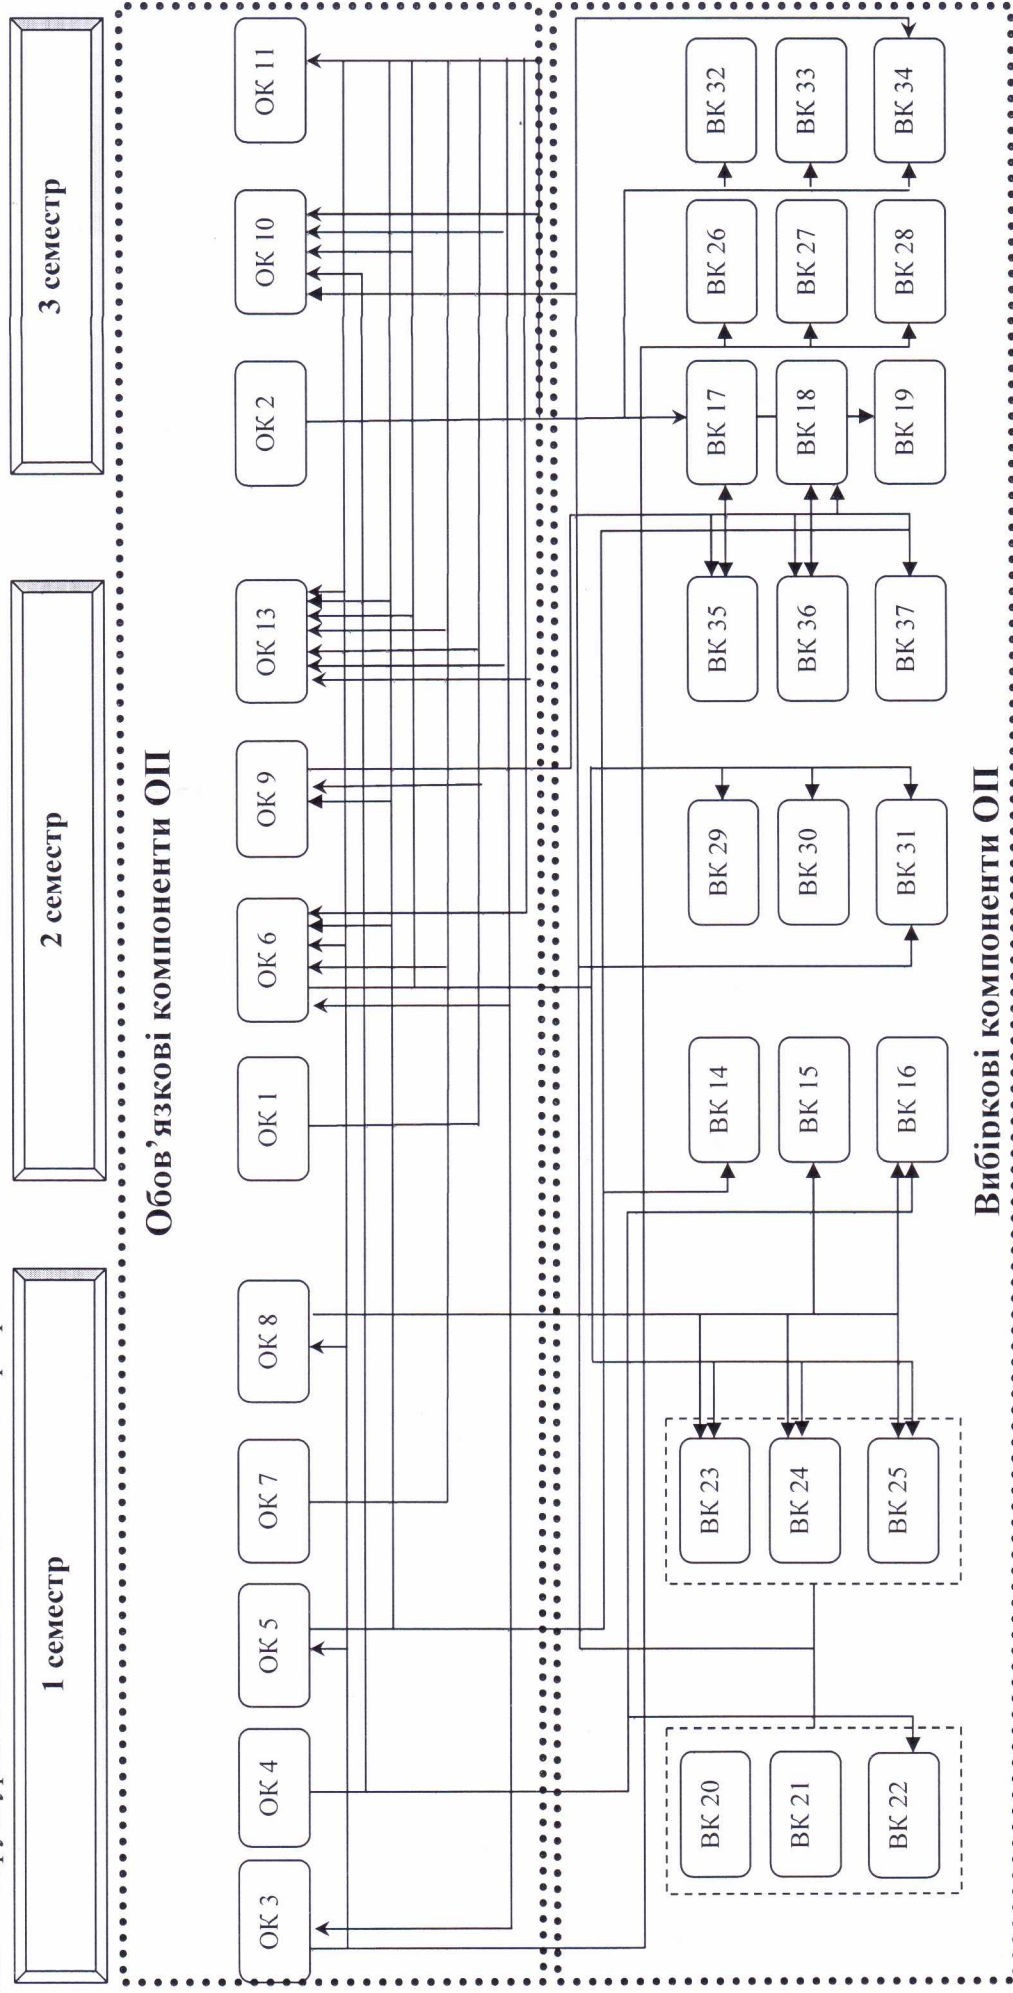 1 семестр
2 семестр
3 семестр
Обов’язкові компоненти ОП
ОК 3
ОК 4
ОК 5
ОК 7
ОК 8
ОК 1
ОК 6
ОК 9
ОК 13
ОК 2
ОК 10
ОК 11
ВК 20
ВК 23
ВК 14
ВК 29
ВК 35
ВК 17
ВК 26
ВК 32
ВК 21
ВК 24
ВК 15
ВК 30
ВК 36
ВК 18
ВК 27
ВК 33
ВК 22
ВК 25
ВК 16
ВК 31
ВК 37
ВК 19
ВК 28
ВК 34
Вибіркові компоненти ОП